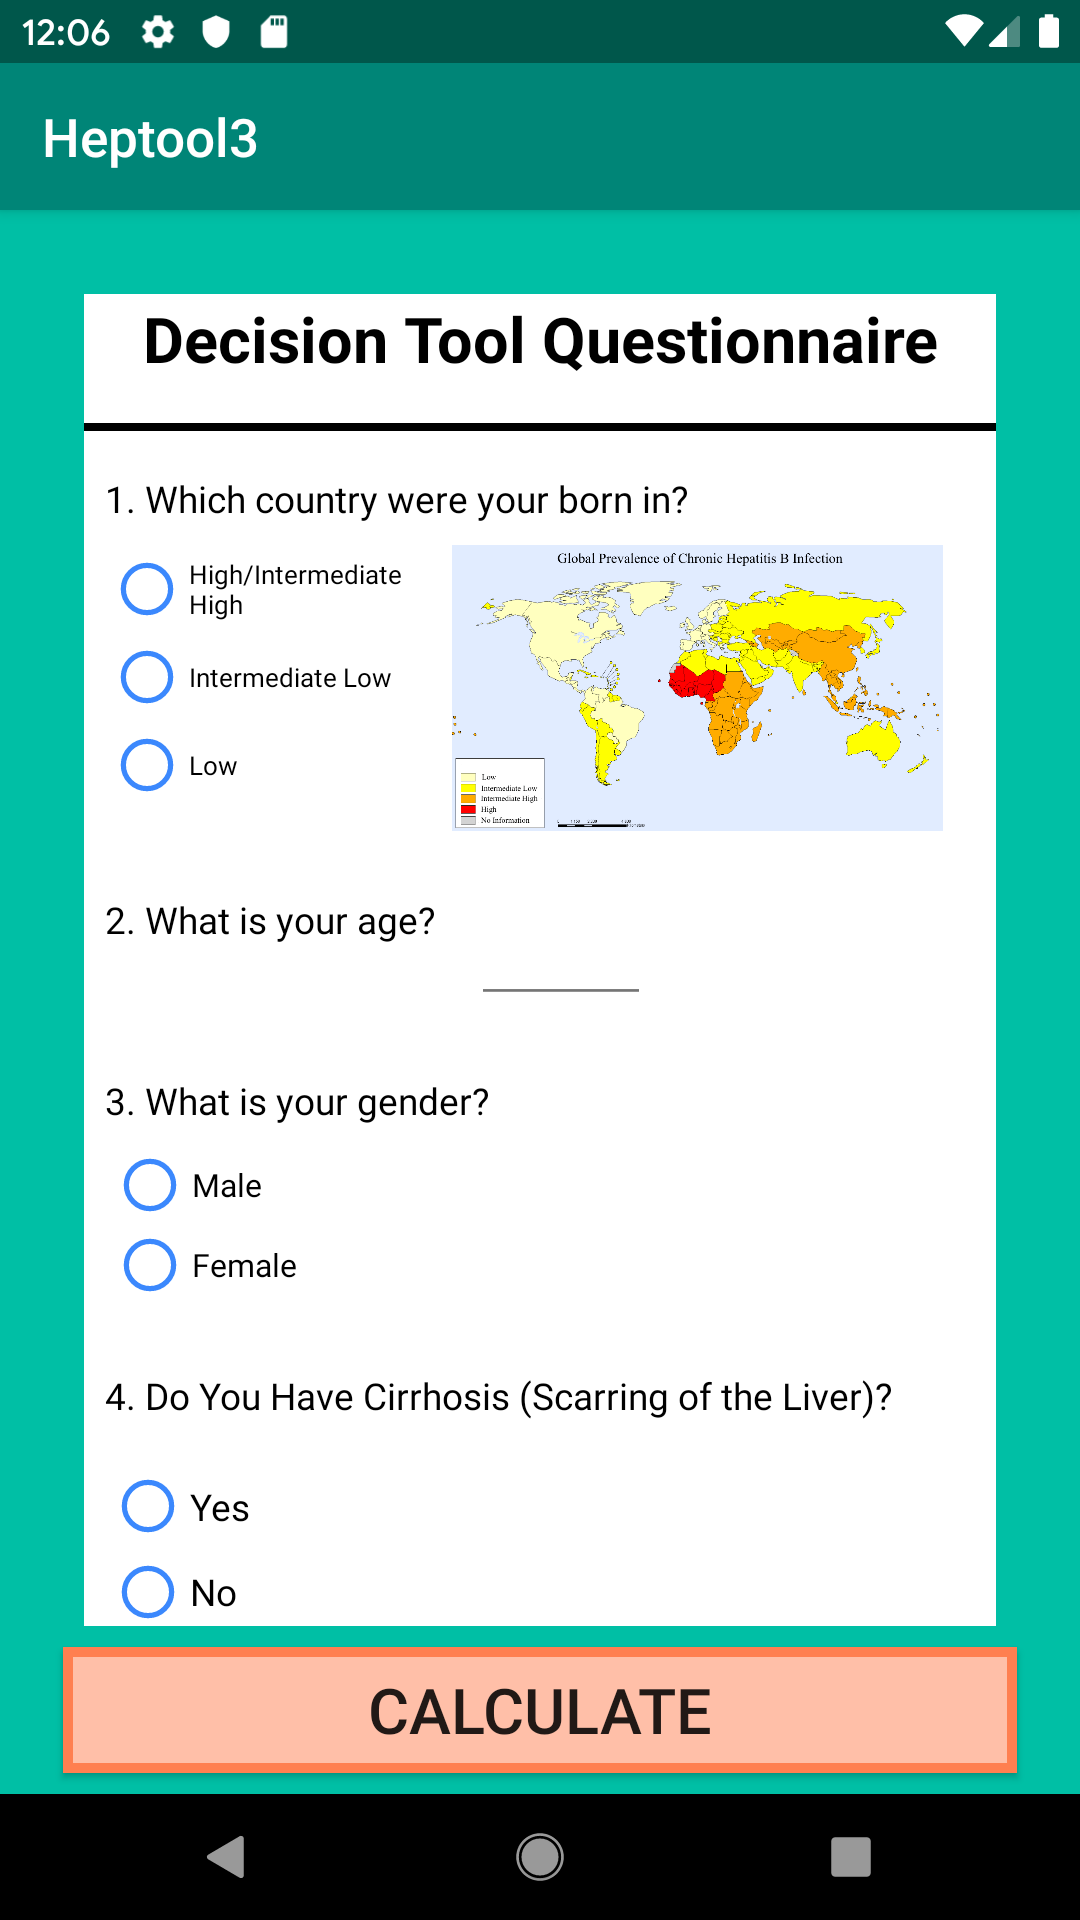 12:06
Heptool3
Decision Tool Questionnaire
1. Which country were your born in?
High/Intermediate
High
Intermediate Low
Low
Global Prevalence of Chronic Hepatitis B Infection
Low
Intermediate Low
Intermediate High
High
No Information
2. What is your age?
3. What is your gender?
Male
Female
4. Do You Have Cirrhosis (Scarring of the Liver)?
Yes
No
CALCULATE